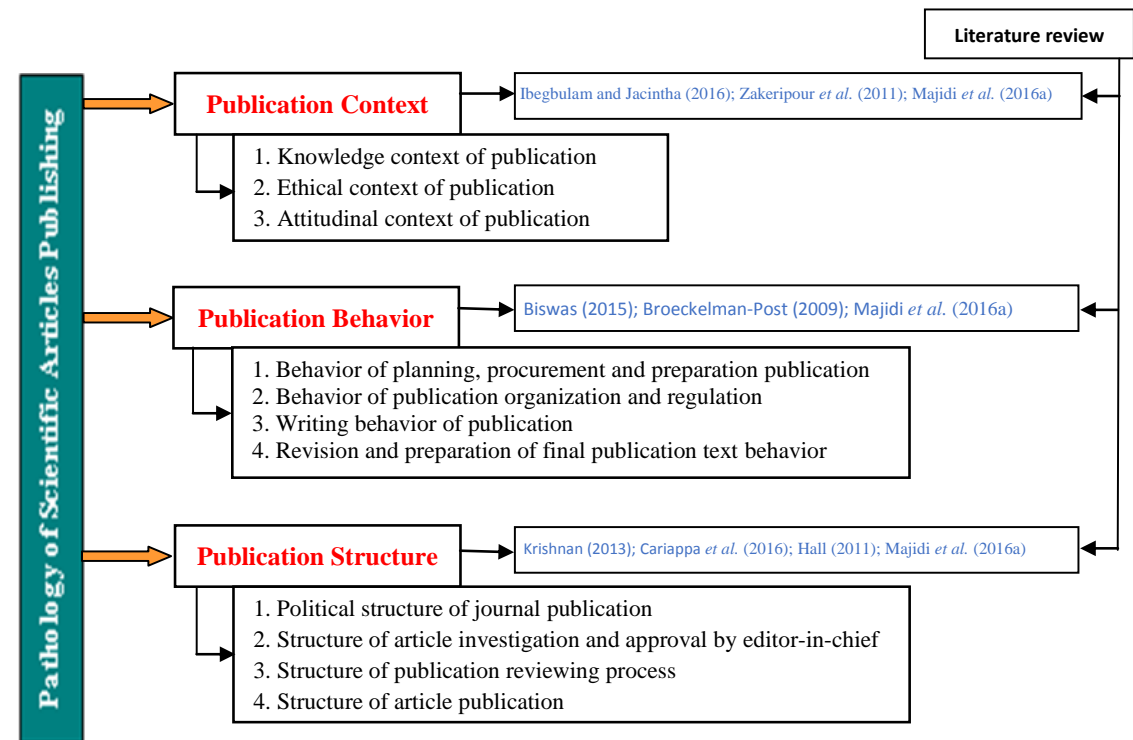 Literature review
Pathology of Scientific Articles Publishing
Publication Context
Ibegbulam and Jacintha (2016); Zakeripour et al. (2011); Majidi et al. (2016a)
1. Knowledge context of publication
2. Ethical context of publication
3. Attitudinal context of publication
Publication Behavior
Biswas (2015); Broeckelman-Post (2009); Majidi et al. (2016a)
1. Behavior of planning, procurement and preparation publication
2. Behavior of publication organization and regulation
3. Writing behavior of publication
4. Revision and preparation of final publication text behavior
Publication Structure
Krishnan (2013); Cariappa et al. (2016); Hall (2011); Majidi et al. (2016a)
1. Political structure of journal publication
2. Structure of article investigation and approval by editor-in-chief
3. Structure of publication reviewing process
4. Structure of article publication